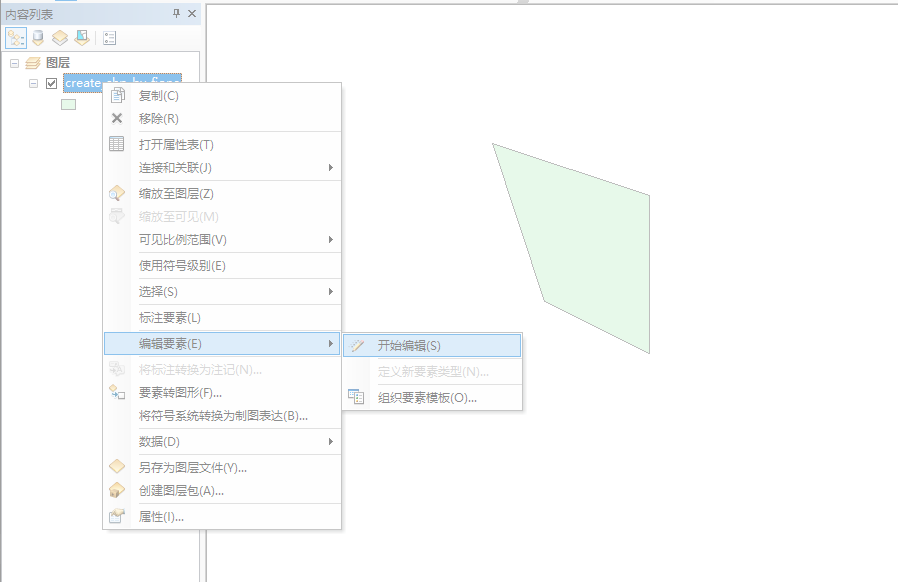 内容列表
图层
create_shp_by_fiona
复制(C)
移除(R)
打开属性表(T)
连接和关联(J)
缩放至图层(Z)
缩放至可见(M)
可见比例范围(V)
使用符号级别(E)
选择(S)
标注要素(L)
编辑要素(E)
开始编辑(S)
定义新要素类型(N)...
组织要素模板(O)...
将标注转换为注记(N)...
要素转图形(F)...
将符号系统转换为制图表达(B)...
数据(D)
另存为图层文件(Y)...
创建图层包(A)...
属性(I)...